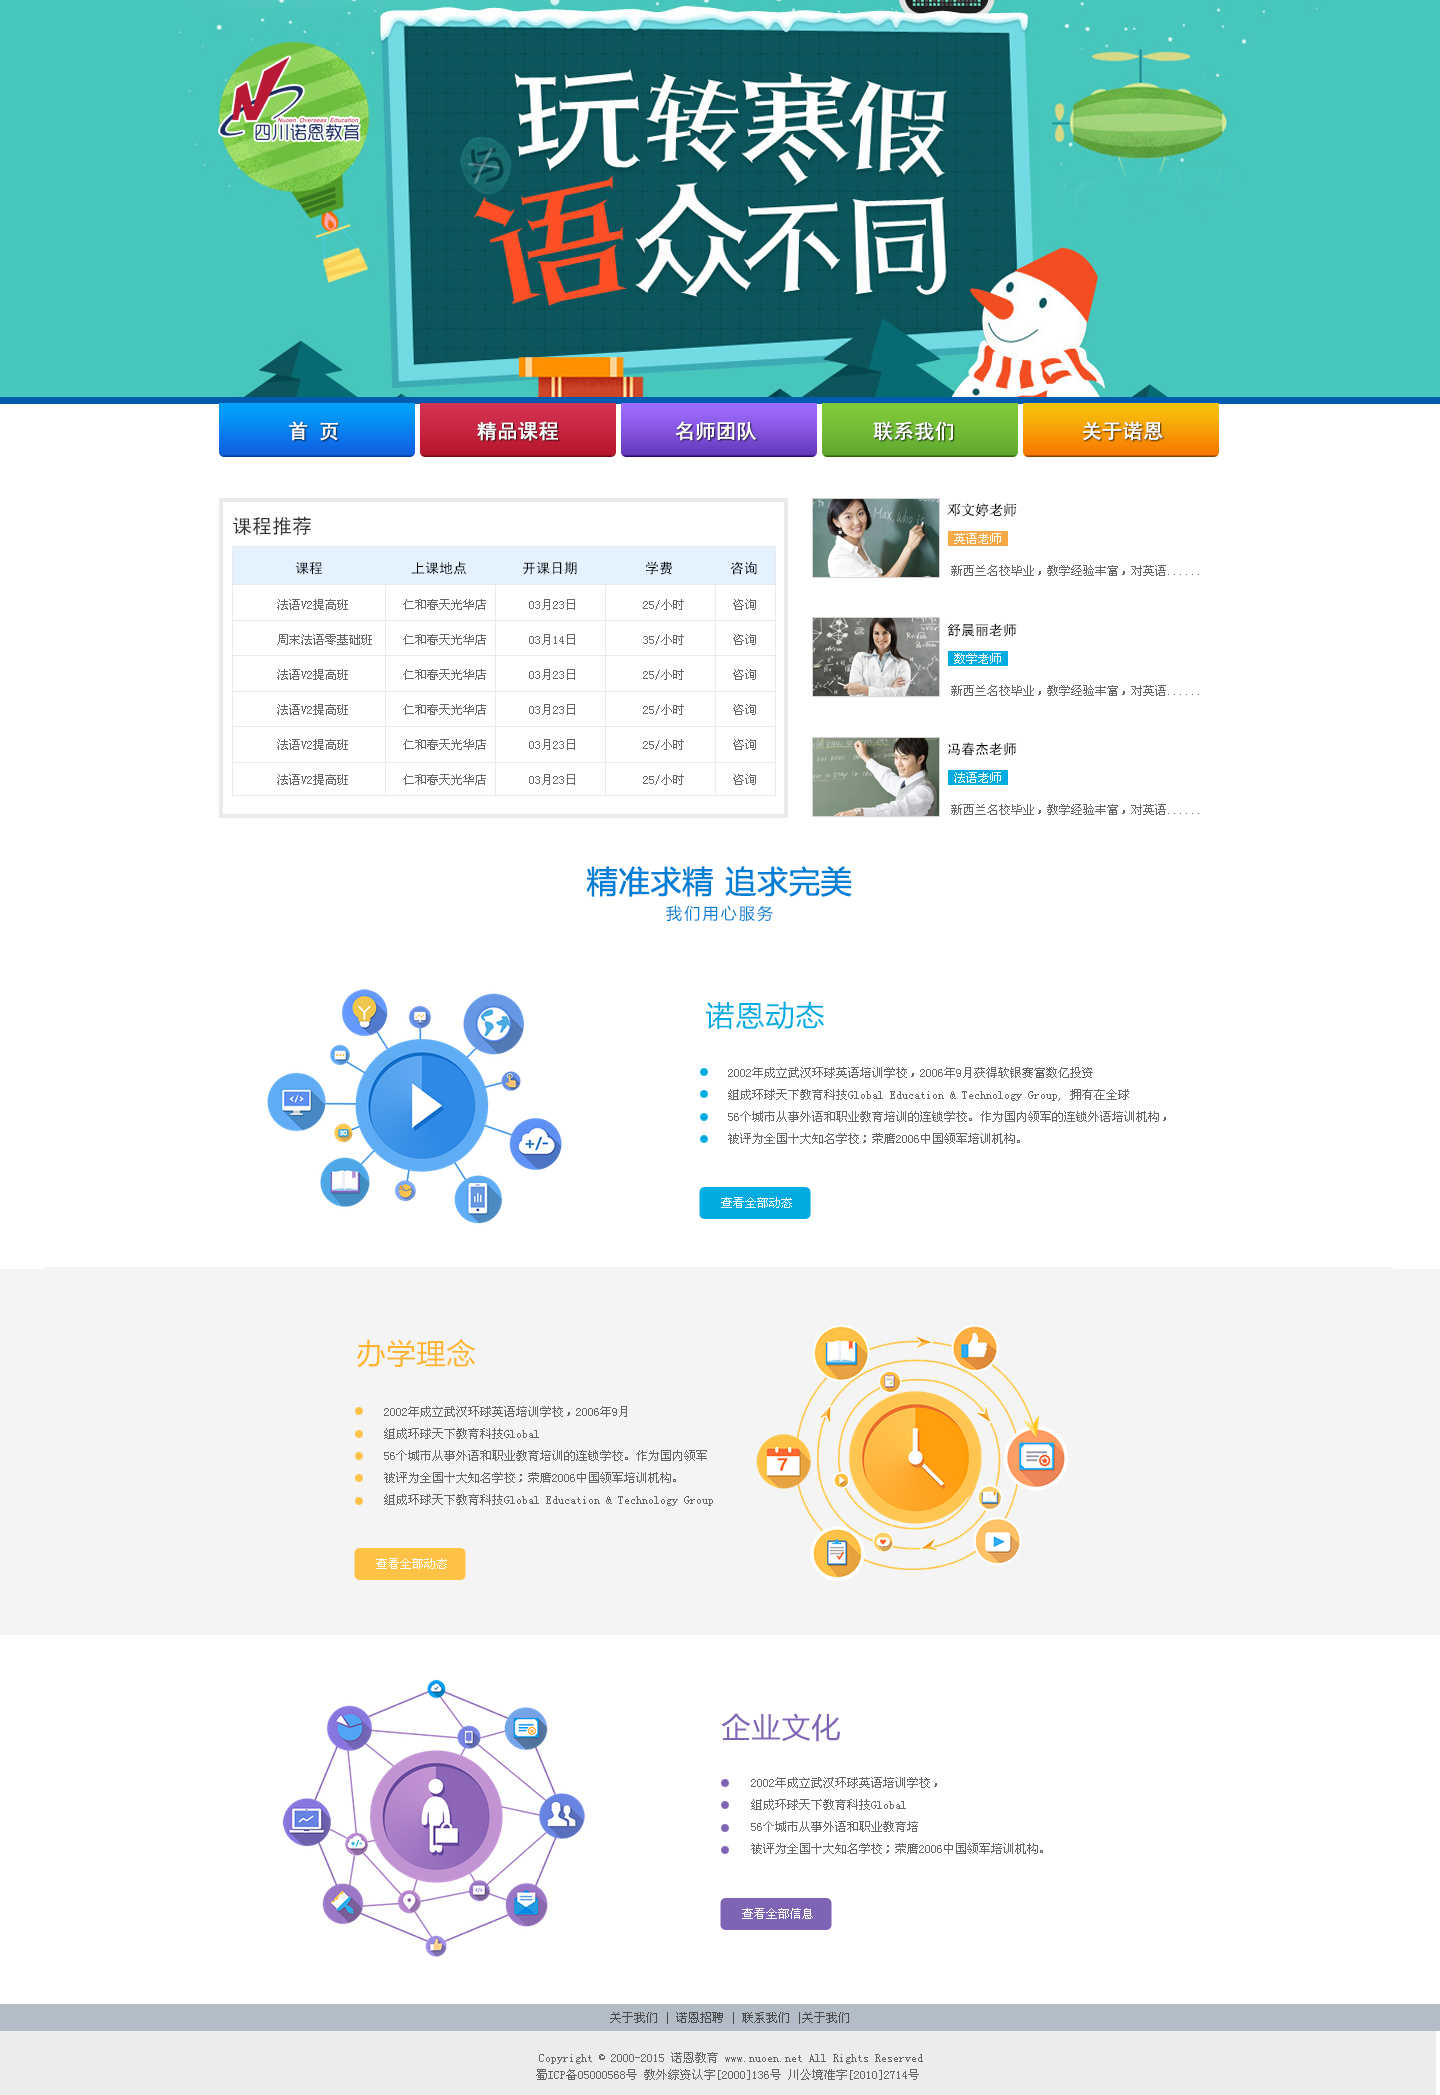 Nuoen Overseas Education
四川诺恩教育
玩转寒假
语众不同
首 页 精品课程 名师团队 联系我们 关于诺恩
课程推荐
课程 上课地点 开课日期 学费 咨询
法语V2提高班 仁和春天光华店 03月23日 25/小时 咨询
周末法语零基础班 仁和春天光华店 03月14日 35/小时 咨询
法语V2提高班 仁和春天光华店 03月23日 25/小时 咨询
法语V2提高班 仁和春天光华店 03月23日 25/小时 咨询
法语V2提高班 仁和春天光华店 03月23日 25/小时 咨询
法语V2提高班 仁和春天光华店 03月23日 25/小时 咨询
Max, who is
邓文婷老师
英语老师
新西兰名校毕业，教学经验丰富，对英语......
舒晨丽老师
数学老师
新西兰名校毕业，教学经验丰富，对英语......
冯春杰老师
法语老师
新西兰名校毕业，教学经验丰富，对英语......
精准求精 追求完美
我们用心服务
诺恩动态
2002年成立武汉环球英语培训学校，2006年9月获得软银赛富数亿投资
组成环球天下教育科技Global Education & Technology Group, 拥有在全球
56个城市从事外语和职业教育培训的连锁学校。作为国内领军的连锁外语培训机构，
被评为全国十大知名学校；荣膺2006中国领军培训机构。
查看全部动态
</>
+/-
办学理念
2002年成立武汉环球英语培训学校，2006年9月
组成环球天下教育科技Global
56个城市从事外语和职业教育培训的连锁学校。作为国内领军
被评为全国十大知名学校；荣膺2006中国领军培训机构。
组成环球天下教育科技Global Education & Technology Group
查看全部动态
7
企业文化
2002年成立武汉环球英语培训学校，
组成环球天下教育科技Global
56个城市从事外语和职业教育培
被评为全国十大知名学校；荣膺2006中国领军培训机构。
查看全部信息
+/-
</>
关于我们 | 诺恩招聘 | 联系我们 |关于我们
Copyright © 2000-2015 诺恩教育 www.nuoen.net All Rights Reserved
蜀ICP备05000568号 教外综资认字[2000]136号 川公境准字[2010]2714号